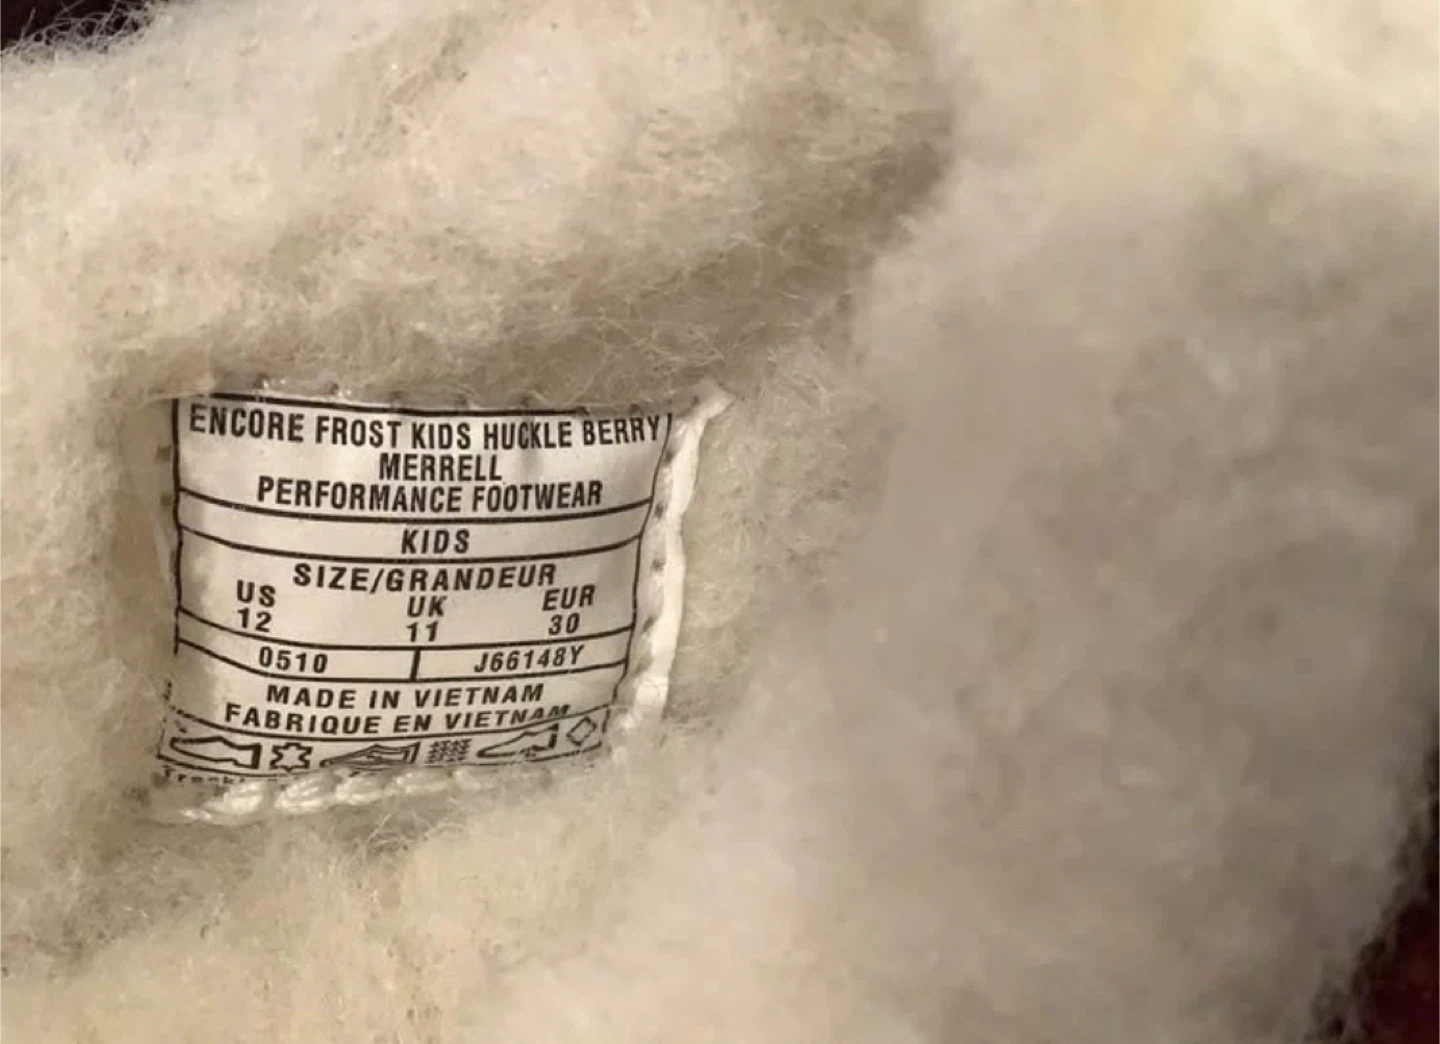 ENCORE FROST KIDS HUCKLE BERRY
MERRELL
PERFORMANCE FOOTWEAR
KIDS
SIZE/GRANDEUR
US UK EUR
12 11 30
0510 J66148Y
MADE IN VIETNAM
FABRIQUE EN VIETNAM